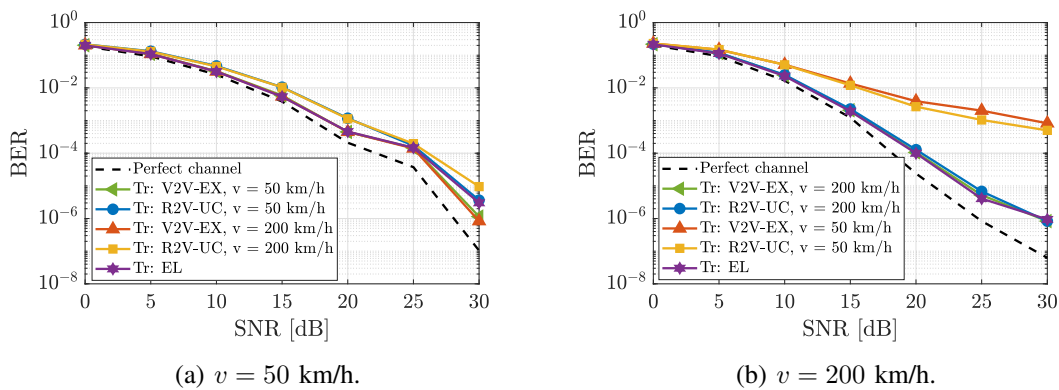 10^0
10^-2
10^-4
10^-6
10^-8
BER
0 5 10 15 20 25 30
SNR [dB]
Perfect channel
Tr: V2V-EX, v = 50 km/h
Tr: R2V-UC, v = 50 km/h
Tr: V2V-EX, v = 200 km/h
Tr: R2V-UC, v = 200 km/h
Tr: EL
(a) v = 50 km/h.
10^0
10^-2
10^-4
10^-6
10^-8
BER
0 5 10 15 20 25 30
SNR [dB]
Perfect channel
Tr: V2V-EX, v = 200 km/h
Tr: R2V-UC, v = 200 km/h
Tr: V2V-EX, v = 50 km/h
Tr: R2V-UC, v = 50 km/h
Tr: EL
(b) v = 200 km/h.